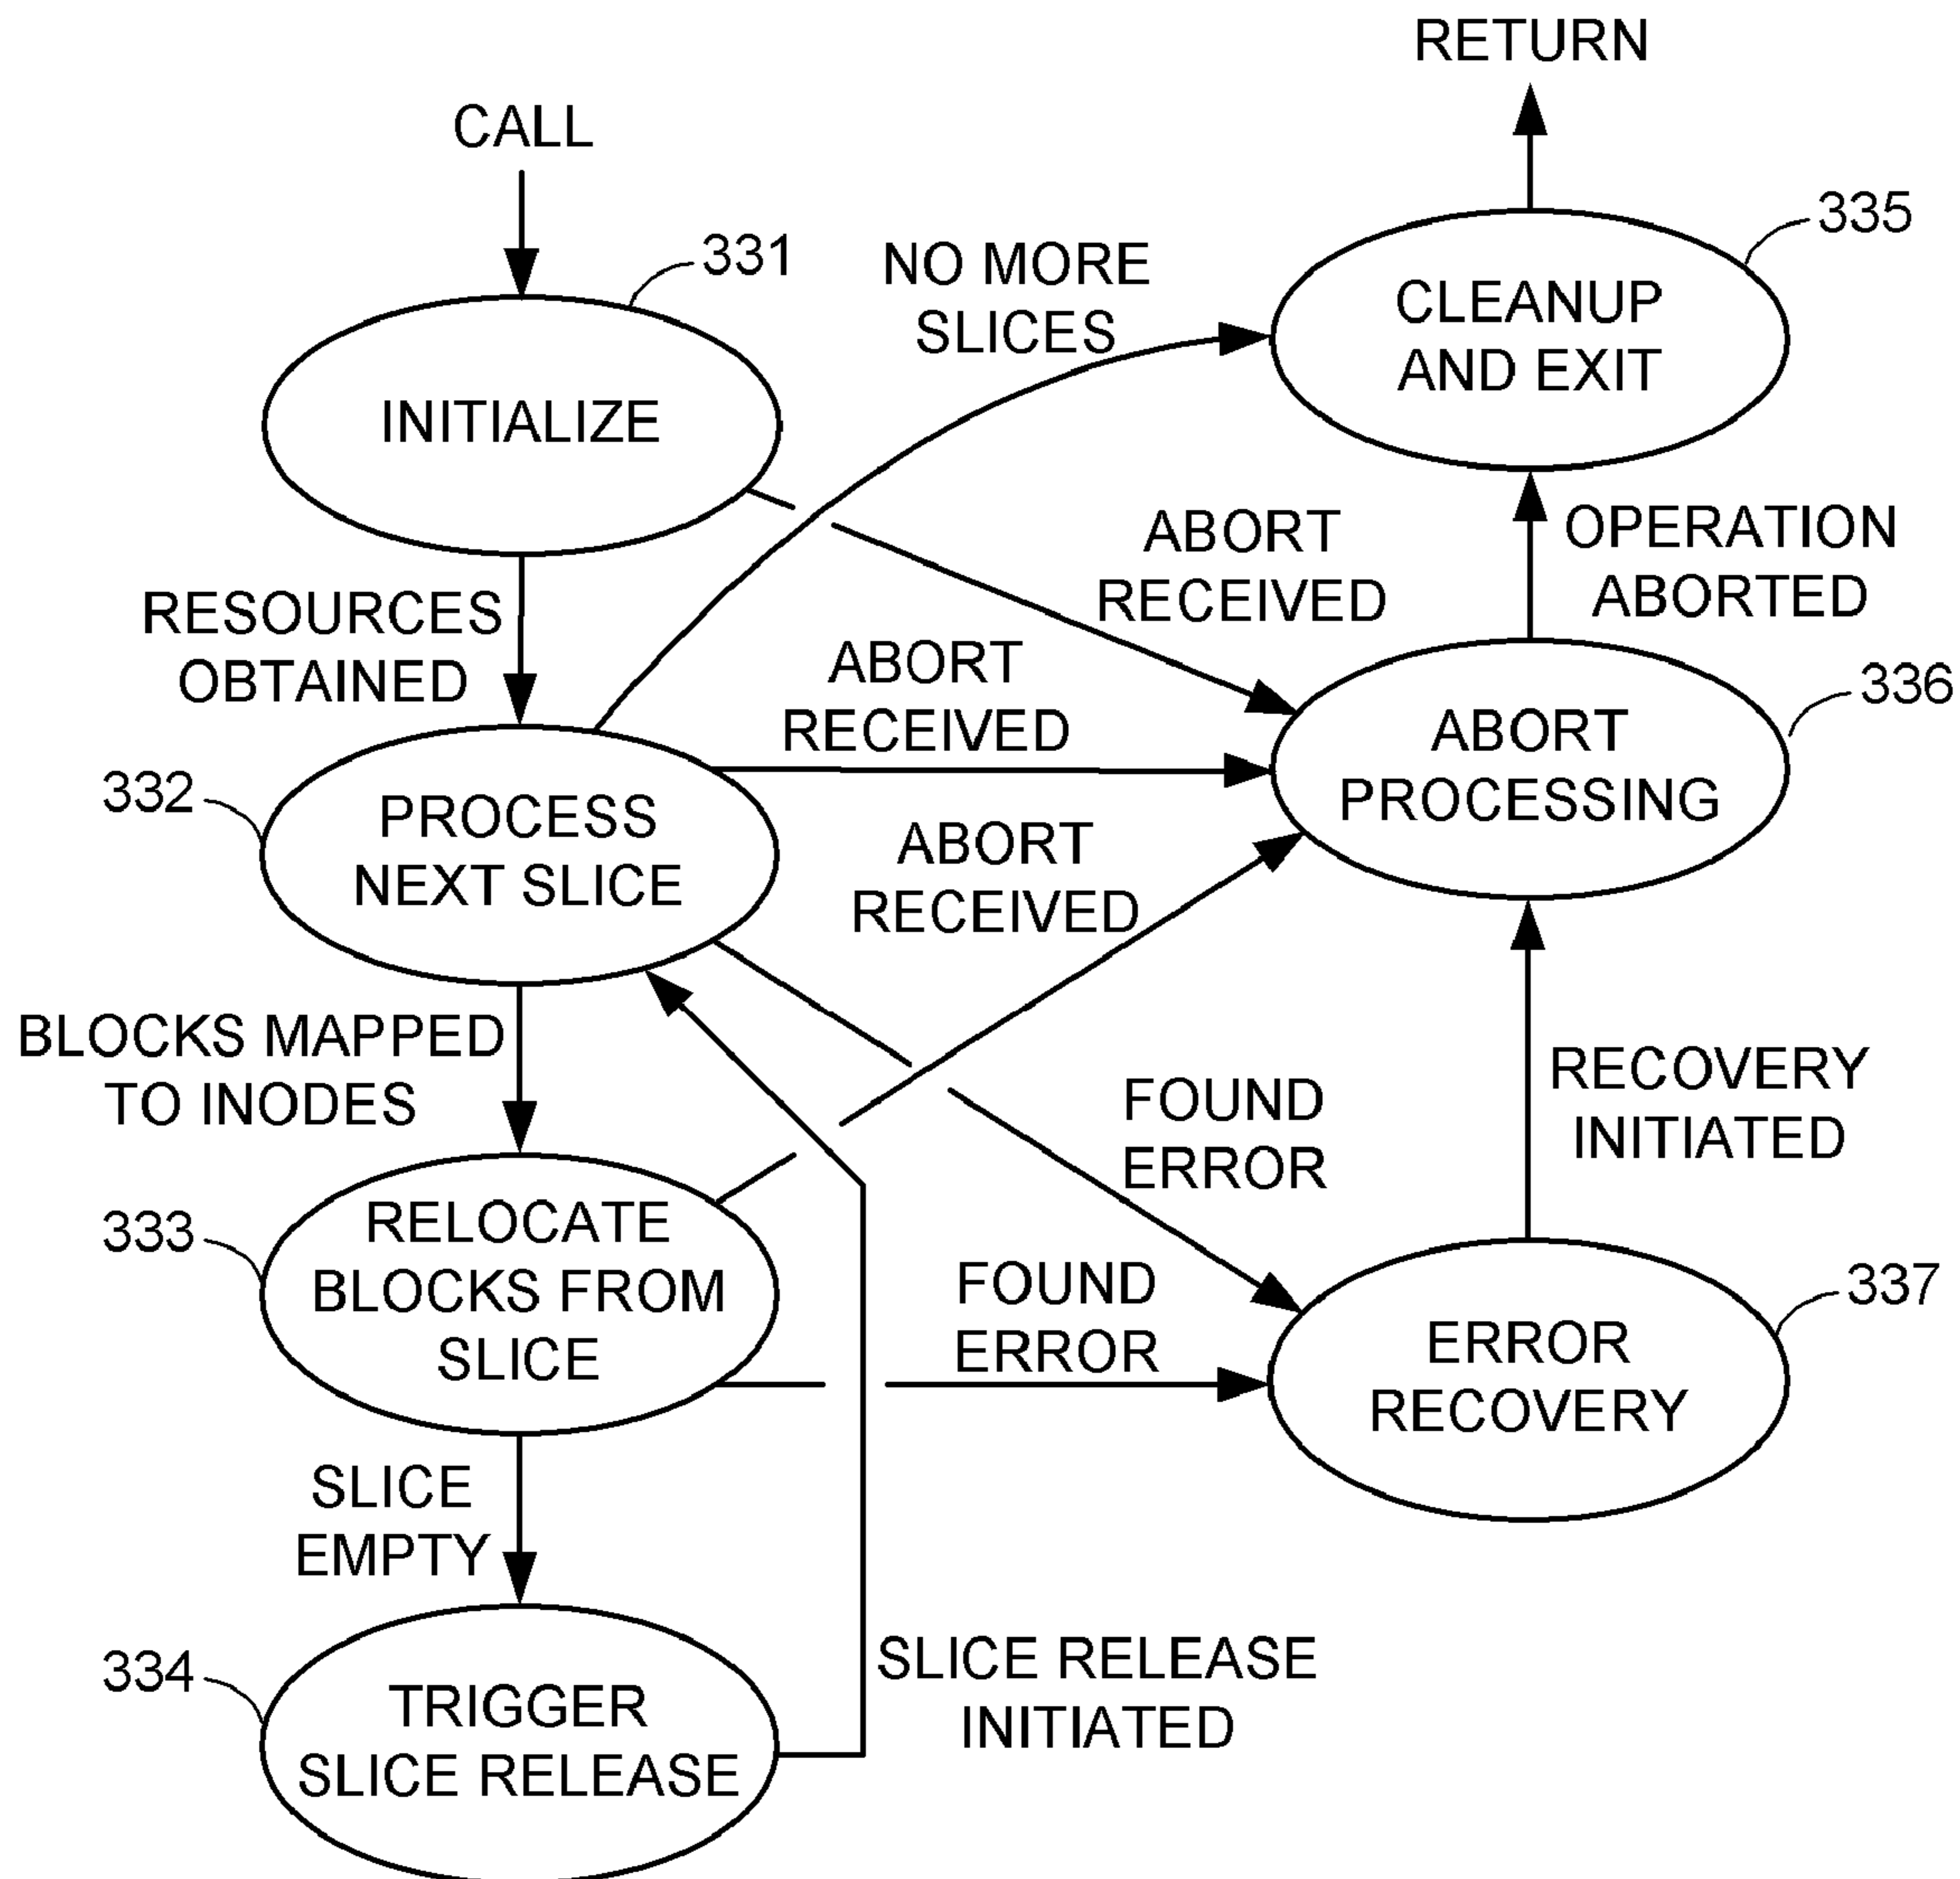 RETURN
CALL
331
335
NO MORE
SLICES
CLEANUP
AND EXIT
INITIALIZE
ABORT
RECEIVED
OPERATION
ABORTED
RESOURCES
OBTAINED
ABORT
RECEIVED
336
ABORT
PROCESSING
332
PROCESS
NEXT SLICE
ABORT
RECEIVED
BLOCKS MAPPED
TO INODES
FOUND
ERROR
RECOVERY
INITIATED
333
RELOCATE
BLOCKS FROM
SLICE
FOUND
ERROR
337
ERROR
RECOVERY
SLICE
EMPTY
334
TRIGGER
SLICE RELEASE
SLICE RELEASE
INITIATED